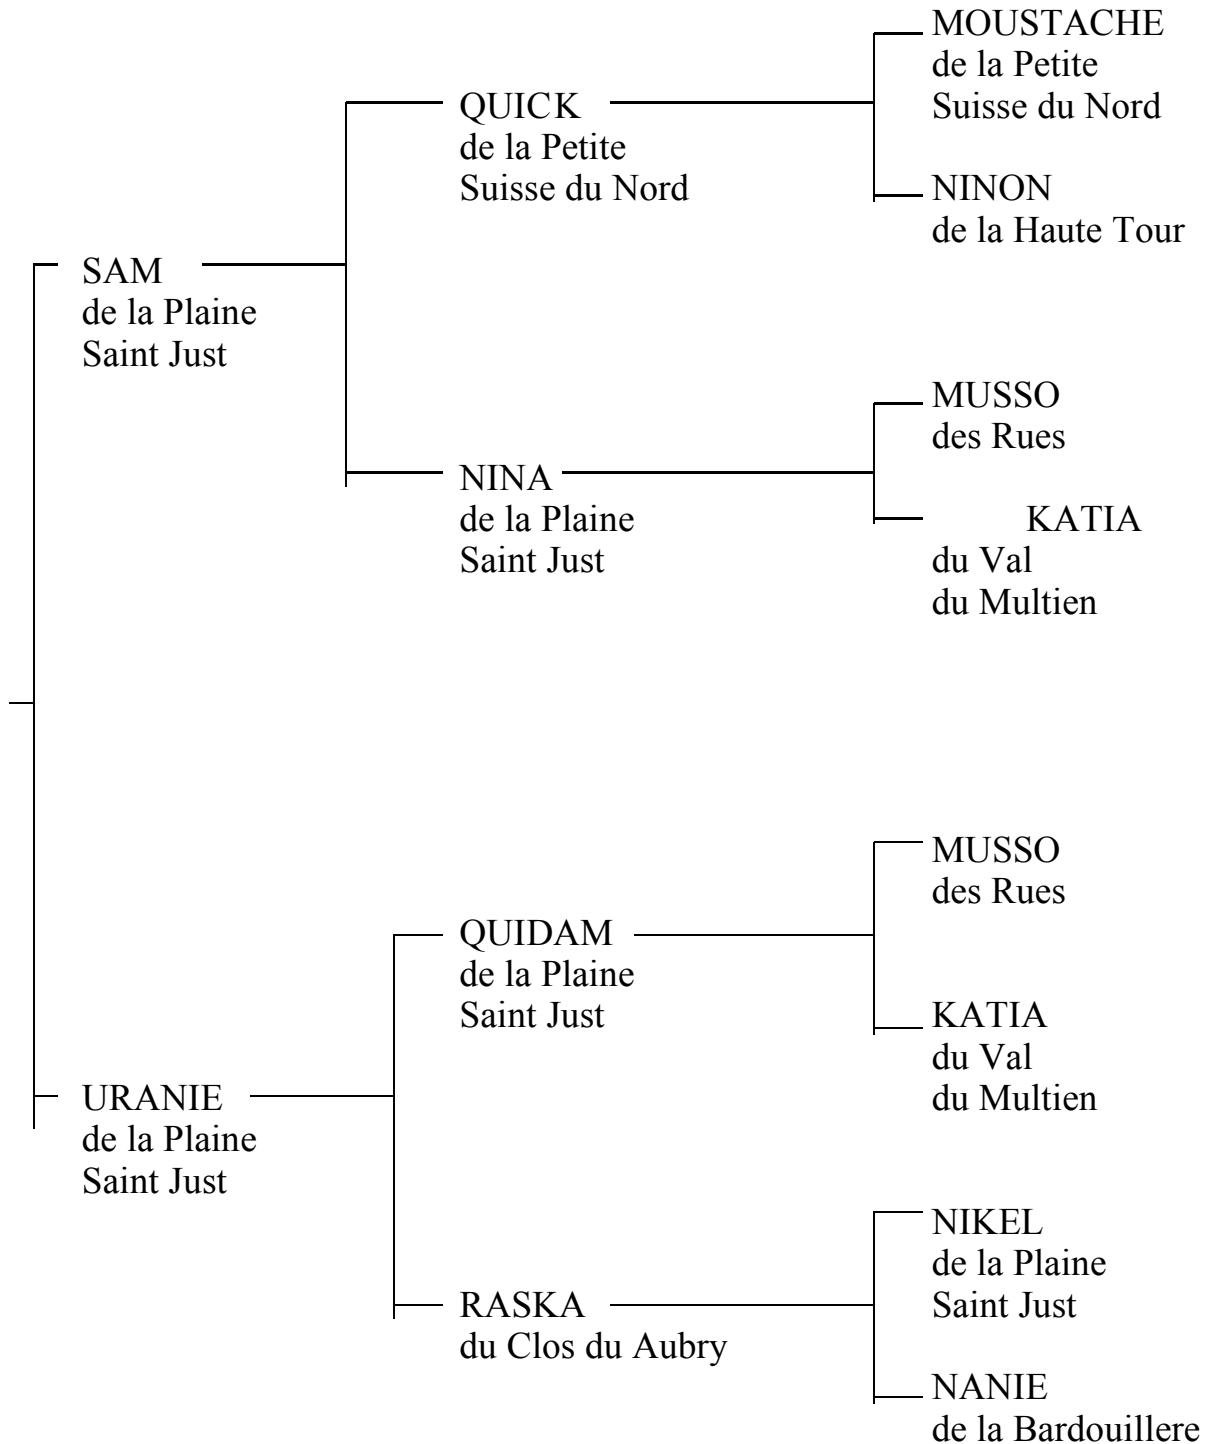 MOUSTACHE
de la Petite
Suisse du Nord
QUICK
de la Petite
Suisse du Nord
NINON
de la Haute Tour
SAM
de la Plaine
Saint Just
MUSSO
des Rues
NINA
de la Plaine
Saint Just
KATIA
du Val
du Multien
MUSSO
des Rues
QUIDAM
de la Plaine
Saint Just
KATIA
du Val
du Multien
URANIE
de la Plaine
Saint Just
NIKEL
de la Plaine
Saint Just
RASKA
du Clos du Aubry
NANIE
de la Bardouillere